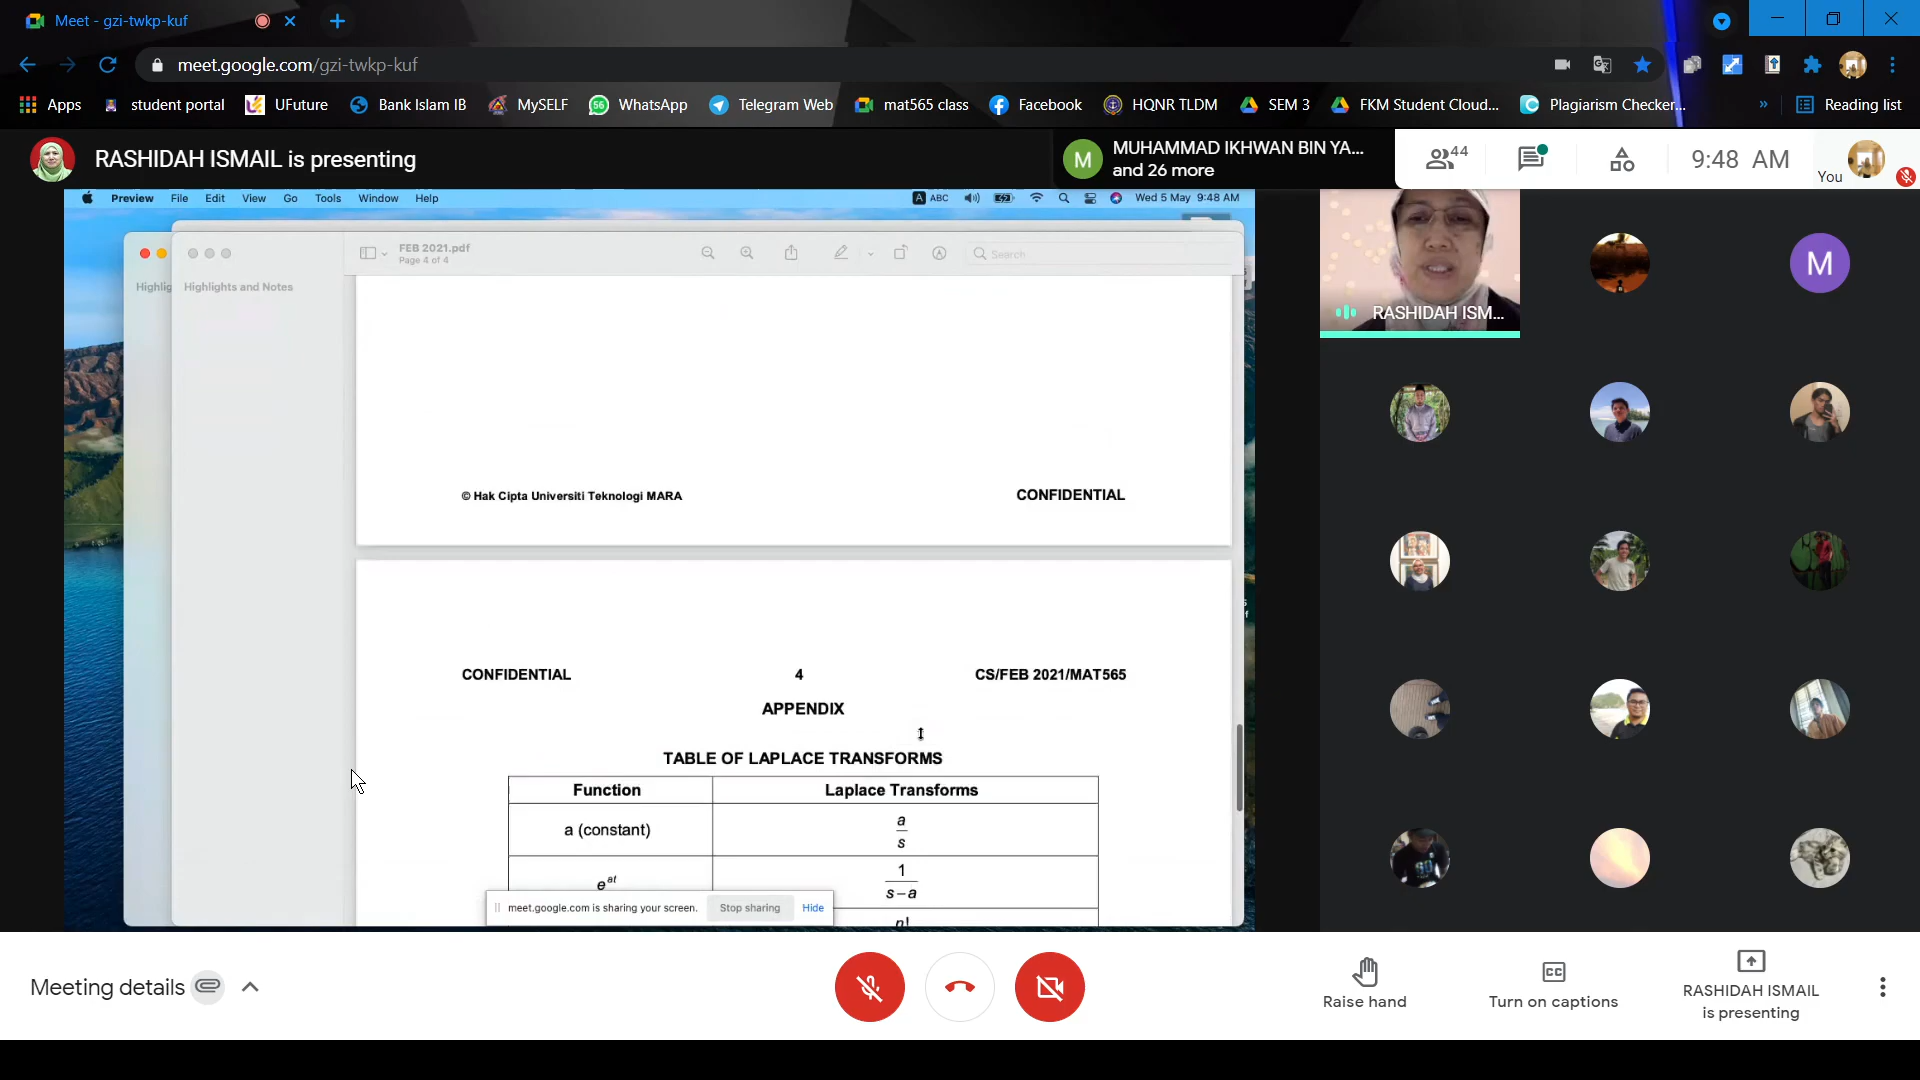 Meet - gzi-twkp-kuf
meet.google.com/gzi-twkp-kuf
Apps student portal UFuture Bank Islam IB MySELF 56 WhatsApp Telegram Web mat565 class Facebook HQNR TLDM SEM 3 FKM Student Cloud... Plagiarism Checker... » Reading list
RASHIDAH ISMAIL is presenting
M MUHAMMAD IKHWAN BIN YA...
and 26 more
44
9:48 AM
You
Preview File Edit View Go Tools Window Help
A ABC Wed 5 May 9:48 AM
FEB 2021.pdf
Page 4 of 4
Search
Highlig
Highlights and Notes
© Hak Cipta Universiti Teknologi MARA CONFIDENTIAL
CONFIDENTIAL 4 CS/FEB 2021/MAT565
APPENDIX
TABLE OF LAPLACE TRANSFORMS
Function Laplace Transforms
a (constant) a/s
e^at 1/(s-a)
n!
meet.google.com is sharing your screen. Stop sharing Hide
RASHIDAH ISM...
M
Meeting details
Raise hand
Turn on captions
RASHIDAH ISMAIL
is presenting